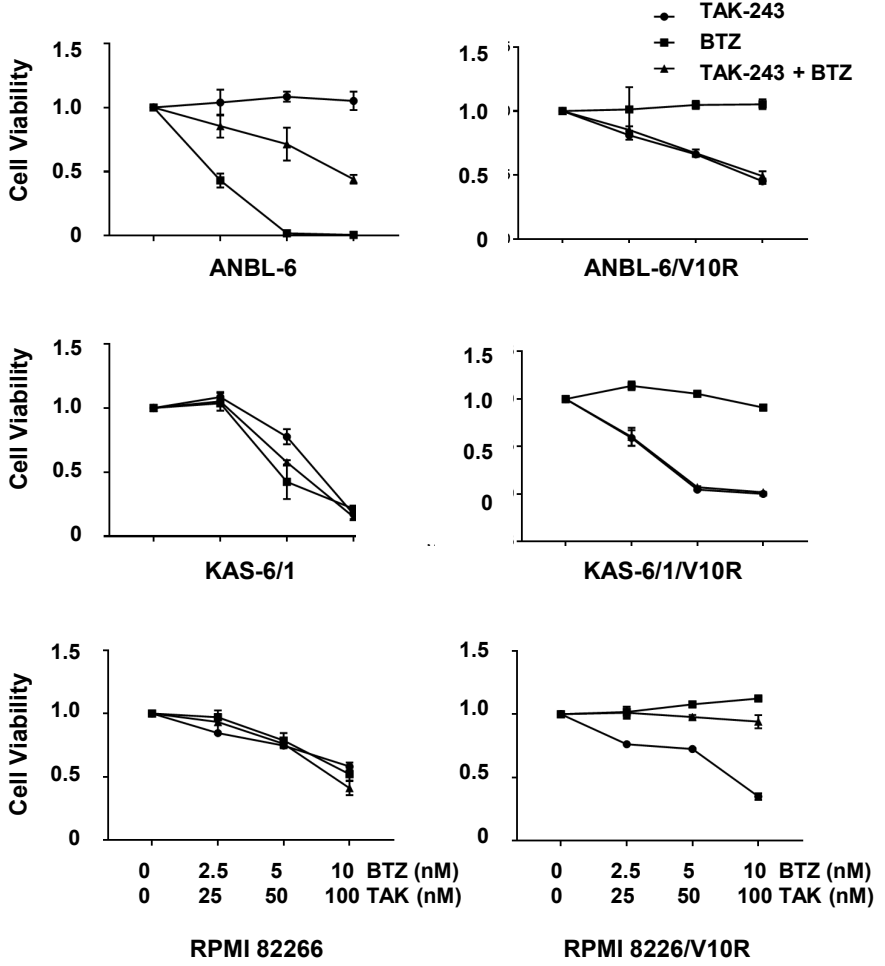 TAK-243
BTZ
TAK-243 + BTZ
Cell Viability
1.5
1.0
0.5
0
ANBL-6
1.5
1.0
0.5
0
ANBL-6/V10R
Cell Viability
1.5
1.0
0.5
0
KAS-6/1
1.5
1.0
0.5
0
KAS-6/1/V10R
Cell Viability
1.5
1.0
0.5
0
0 2.5 5 10 BTZ (nM)
0 25 50 100 TAK (nM)
RPMI 82266
1.5
1.0
0.5
0
0 2.5 5 10 BTZ (nM)
0 25 50 100 TAK (nM)
RPMI 8226/V10R